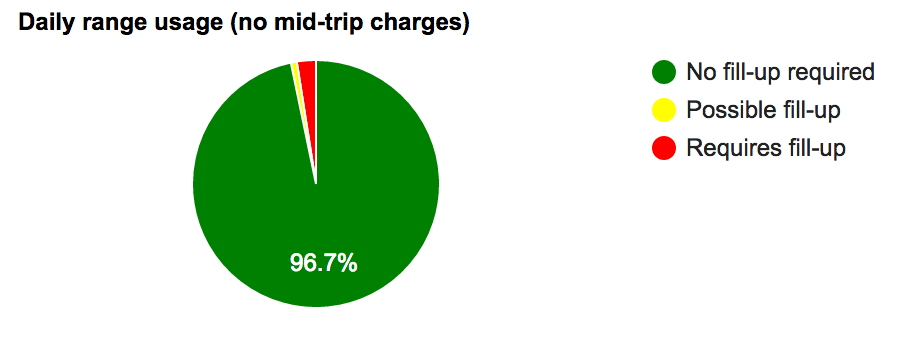 Daily range usage (no mid-trip charges)
No fill-up required
Possible fill-up
Requires fill-up
96.7%